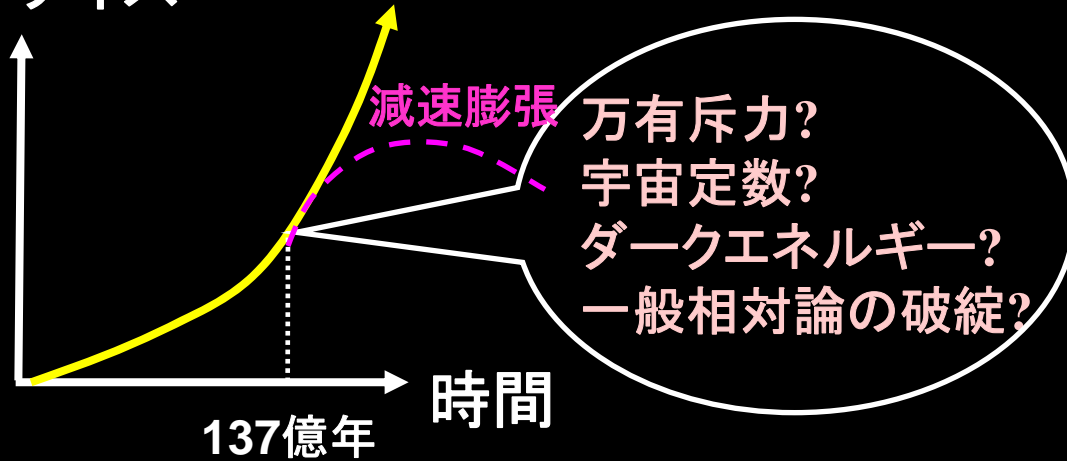 減速膨張
万有斥力?
宇宙定数?
ダークエネルギー?
一般相対論の破綻?
時間
137億年